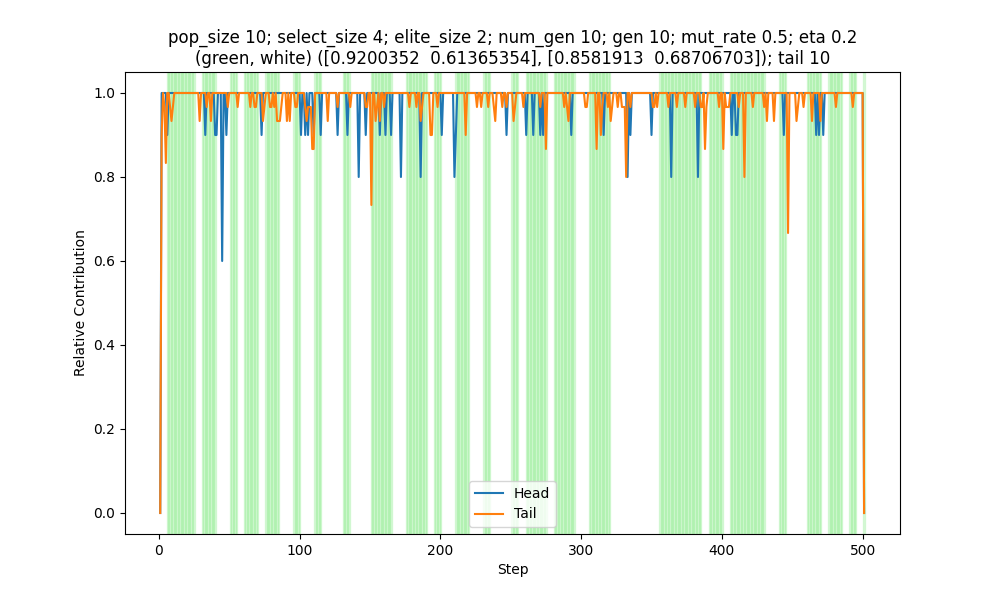 pop_size 10; select_size 4; elite_size 2; num_gen 10; gen 10; mut_rate 0.5; eta 0.2
(green, white) ([0.9200352  0.61365354], [0.8581913  0.68706703]); tail 10
1.0
0.8
0.6
0.4
0.2
0.0
Relative Contribution
Head
Tail
0
100
200
300
400
500
Step